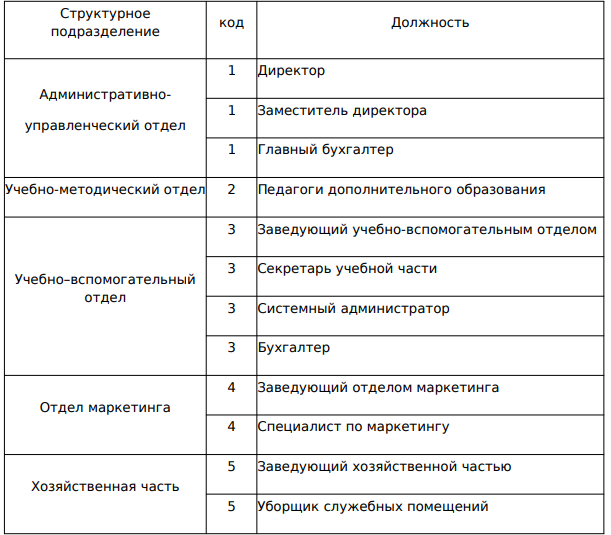 Структурное
подразделение
код
Должность
Административно-
управленческий отдел
1
Директор
1
Заместитель директора
1
Главный бухгалтер
Учебно-методический отдел
2
Педагоги дополнительного образования
Учебно–вспомогательный
отдел
3
Заведующий учебно-вспомогательным отделом
3
Секретарь учебной части
3
Системный администратор
3
Бухгалтер
Отдел маркетинга
4
Заведующий отделом маркетинга
4
Специалист по маркетингу
Хозяйственная часть
5
Заведующий хозяйственной частью
5
Уборщик служебных помещений